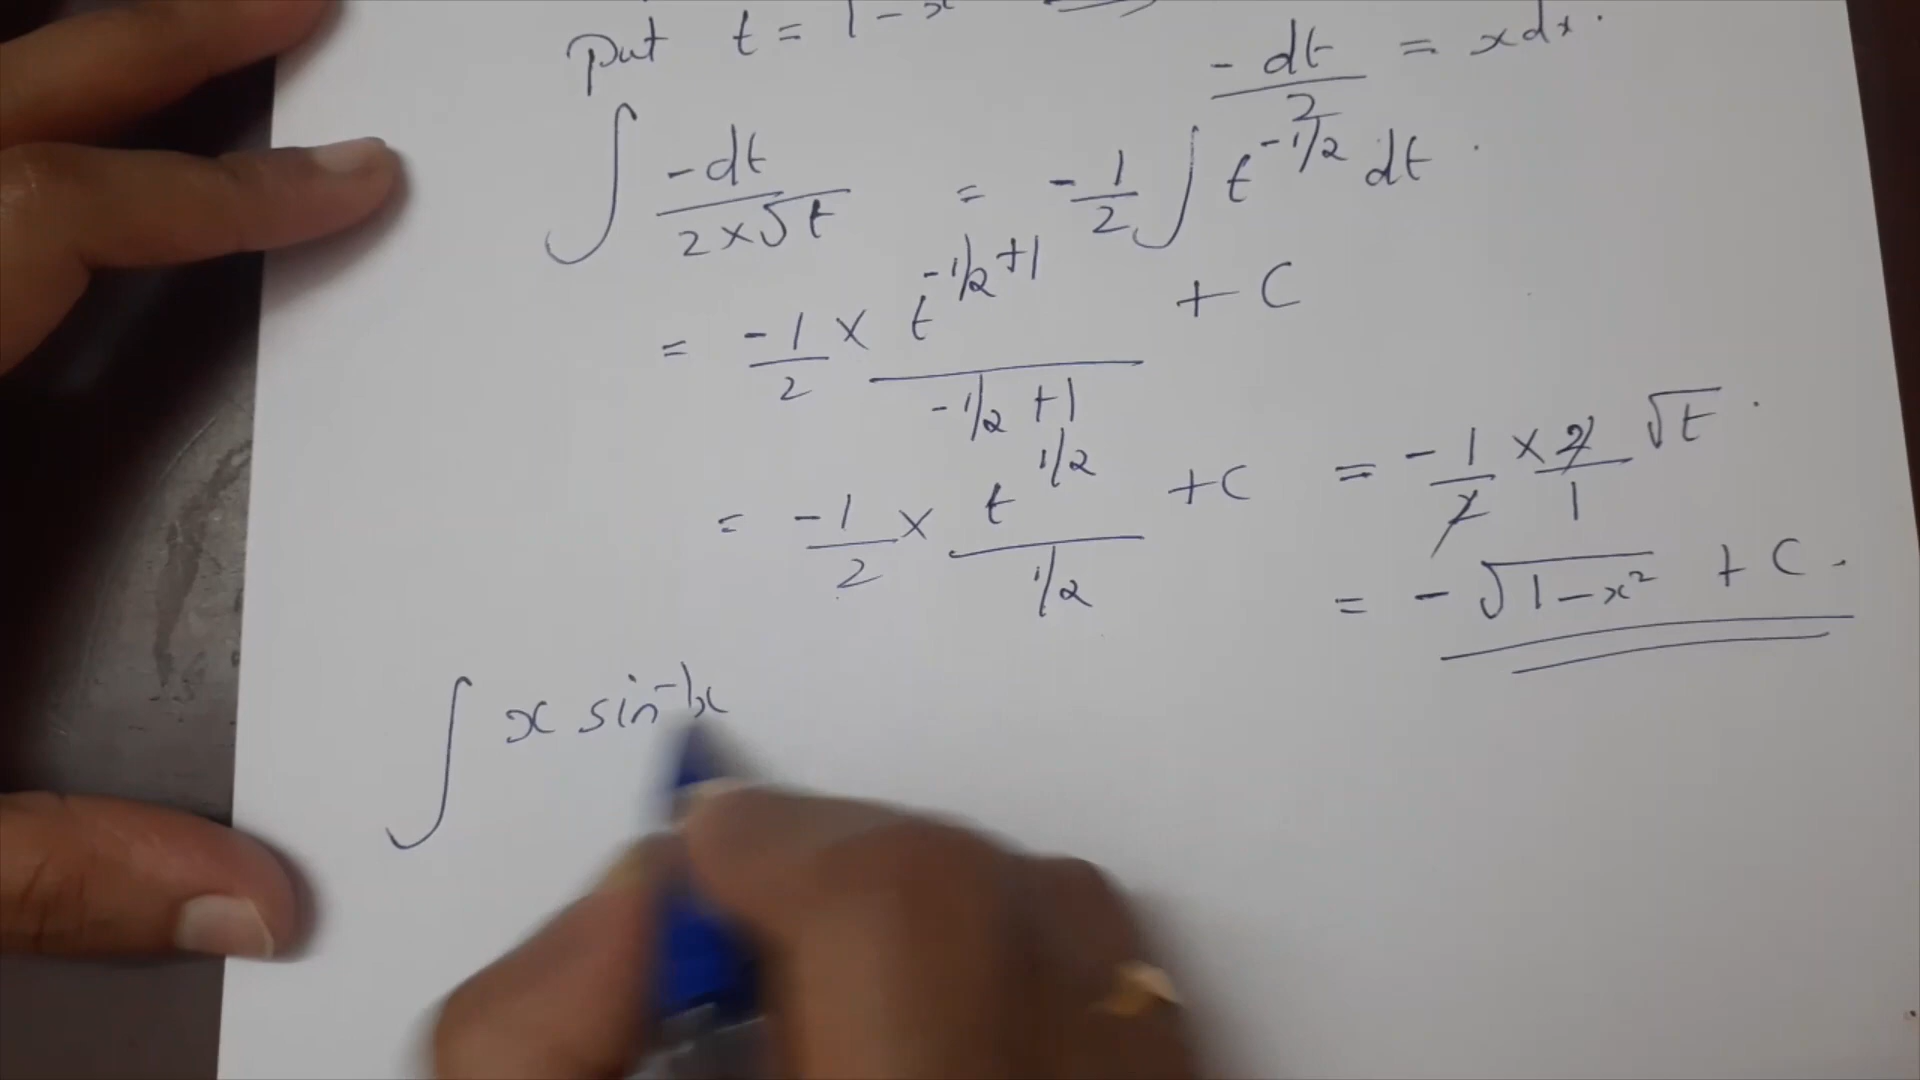 put t = 1 - x
-dt/2 = x dx.
∫ -dt/(2×√t) = -1/2 ∫ t^(-1/2) dt.
= -1/2 × t^(-1/2+1)/(-1/2+1) + C
= -1/2 × t^(1/2)/(1/2) + C
= -1/2 × 2/1 √t.
= -√(1-x²) + C.
∫ x sin⁻¹x